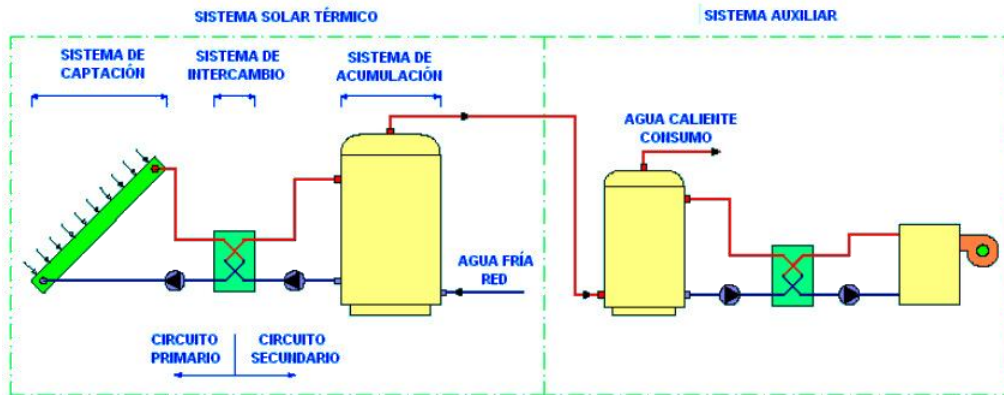 SISTEMA SOLAR TÉRMICO
SISTEMA AUXILIAR
SISTEMA DE
CAPTACIÓN
SISTEMA DE
INTERCAMBIO
SISTEMA DE
ACUMULACIÓN
AGUA CALIENTE
CONSUMO
AGUA FRÍA
RED
CIRCUITO
PRIMARIO
CIRCUITO
SECUNDARIO